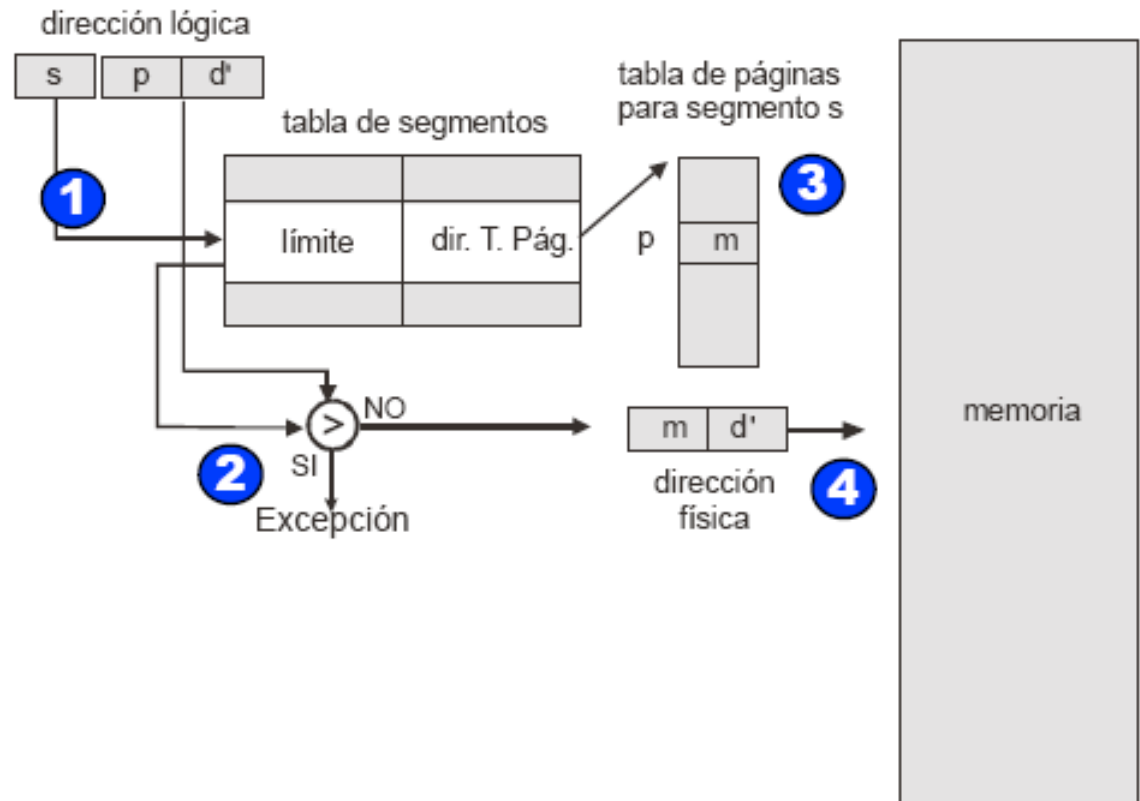 dirección lógica
s p d'
tabla de segmentos
tabla de páginas
para segmento s
1
3
límite dir. T. Pág.
p m
> NO
2
SI
Excepción
m d'
dirección
física
4
memoria